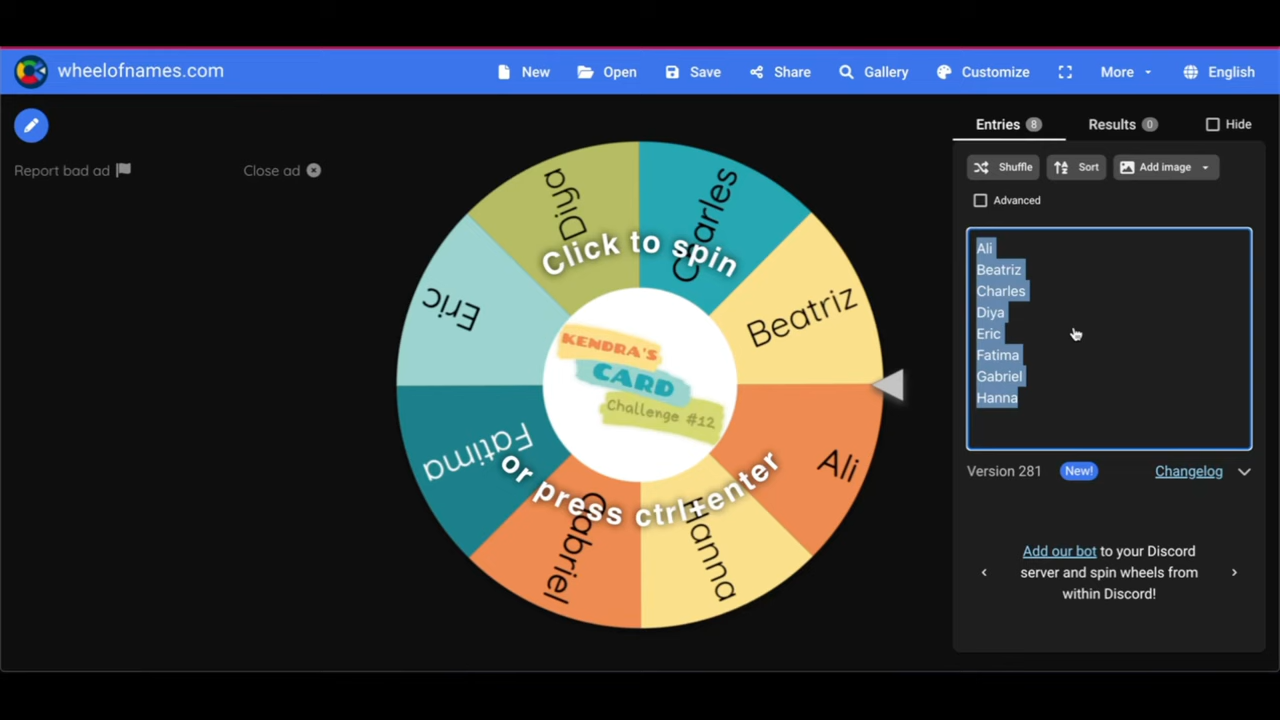 wheelofnames.com
New
Open
Save
Share
Gallery
Customize
More
English
Report bad ad
Close ad
Entries 8
Results 0
Hide
Shuffle
Sort
Add image
Advanced
Ali
Beatriz
Charles
Diya
Eric
Fatima
Gabriel
Hanna
Version 281
New!
Changelog
Add our bot to your Discord
server and spin wheels from
within Discord!
Diya
Charles
Beatriz
Ali
Hanna
Gabriel
Fatima
Eric
Click to spin
or press ctrl+enter
KENDRA'S
CARD
Challenge #12